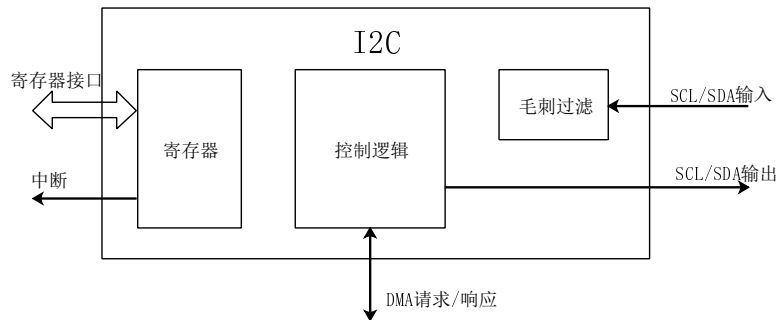 I2C
寄存器接口
寄存器
中断
控制逻辑
毛刺过滤
SCL/SDA输入
SCL/SDA输出
DMA请求/响应